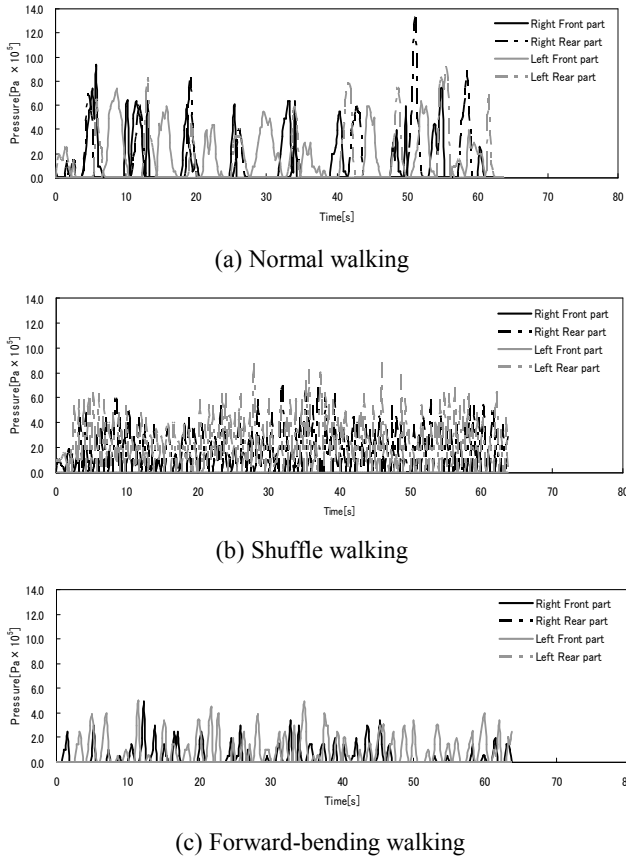 14.0
12.0
10.0
8.0
6.0
4.0
2.0
0.0
Pressure[Pa × 10⁵]
Right Front part
Right Rear part
Left Front part
Left Rear part
0 10 20 30 40 50 60 70 80
Time[s]
(a) Normal walking
14.0
12.0
10.0
8.0
6.0
4.0
2.0
0.0
Pressure[Pa × 10⁵]
Right Front part
Right Rear part
Left Front part
Left Rear part
0 10 20 30 40 50 60 70 80
Time[s]
(b) Shuffle walking
14.0
12.0
10.0
8.0
6.0
4.0
2.0
0.0
Pressure[Pa × 10⁵]
Right Front part
Right Rear part
Left Front part
Left Rear part
0 10 20 30 40 50 60 70 80
Time[s]
(c) Forward-bending walking